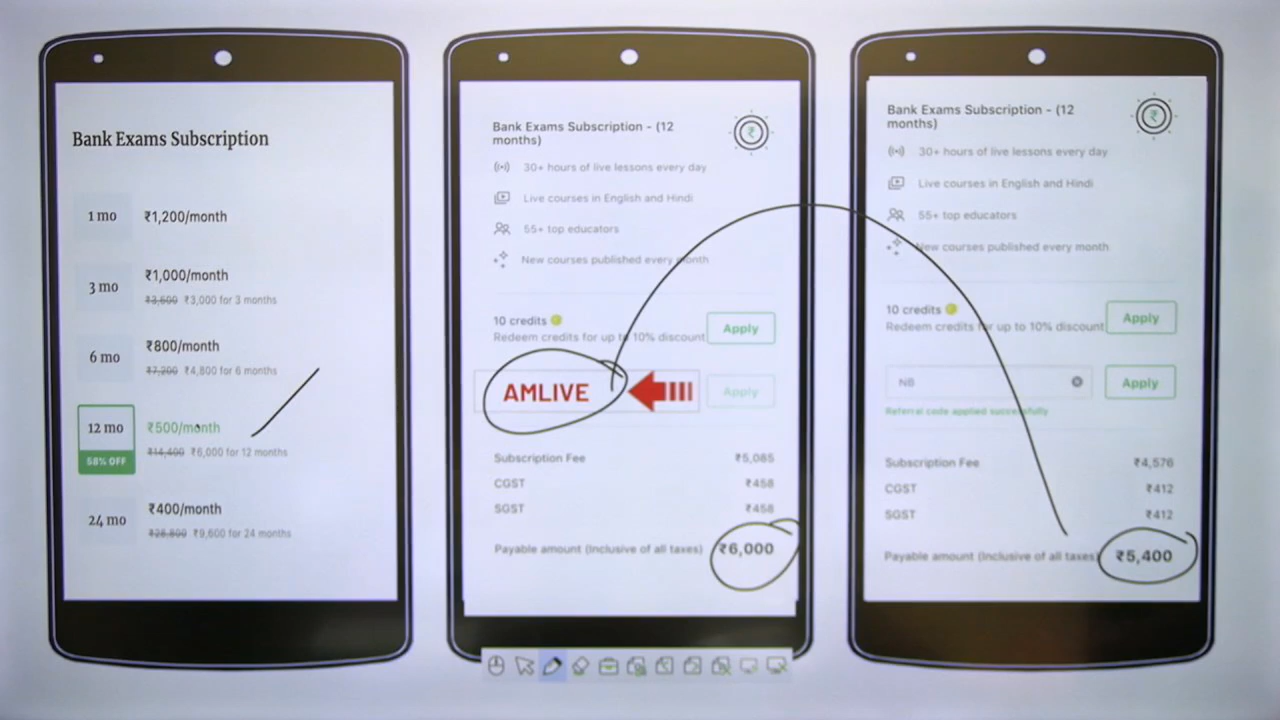 Bank Exams Subscription
1 mo ₹1,200/month
3 mo ₹1,000/month
₹3,600 ₹3,000 for 3 months
6 mo ₹800/month
₹7,200 ₹4,800 for 6 months
12 mo ₹500/month
58% OFF ₹14,400 ₹6,000 for 12 months
24 mo ₹400/month
₹28,800 ₹9,600 for 24 months
Bank Exams Subscription - (12
months)
30+ hours of live lessons every day
Live courses in English and Hindi
55+ top educators
New courses published every month
10 credits
Redeem credits for up to 10% discount
Apply
AMLIVE
Apply
Subscription Fee ₹5,085
CGST ₹458
SGST ₹458
Payable amount (Inclusive of all taxes) ₹6,000
Bank Exams Subscription - (12
months)
30+ hours of live lessons every day
Live courses in English and Hindi
55+ top educators
New courses published every month
10 credits
Redeem credits for up to 10% discount
Apply
NB
Apply
Referral code applied successfully
Subscription Fee ₹4,576
CGST ₹412
SGST ₹412
Payable amount (Inclusive of all taxes) ₹5,400